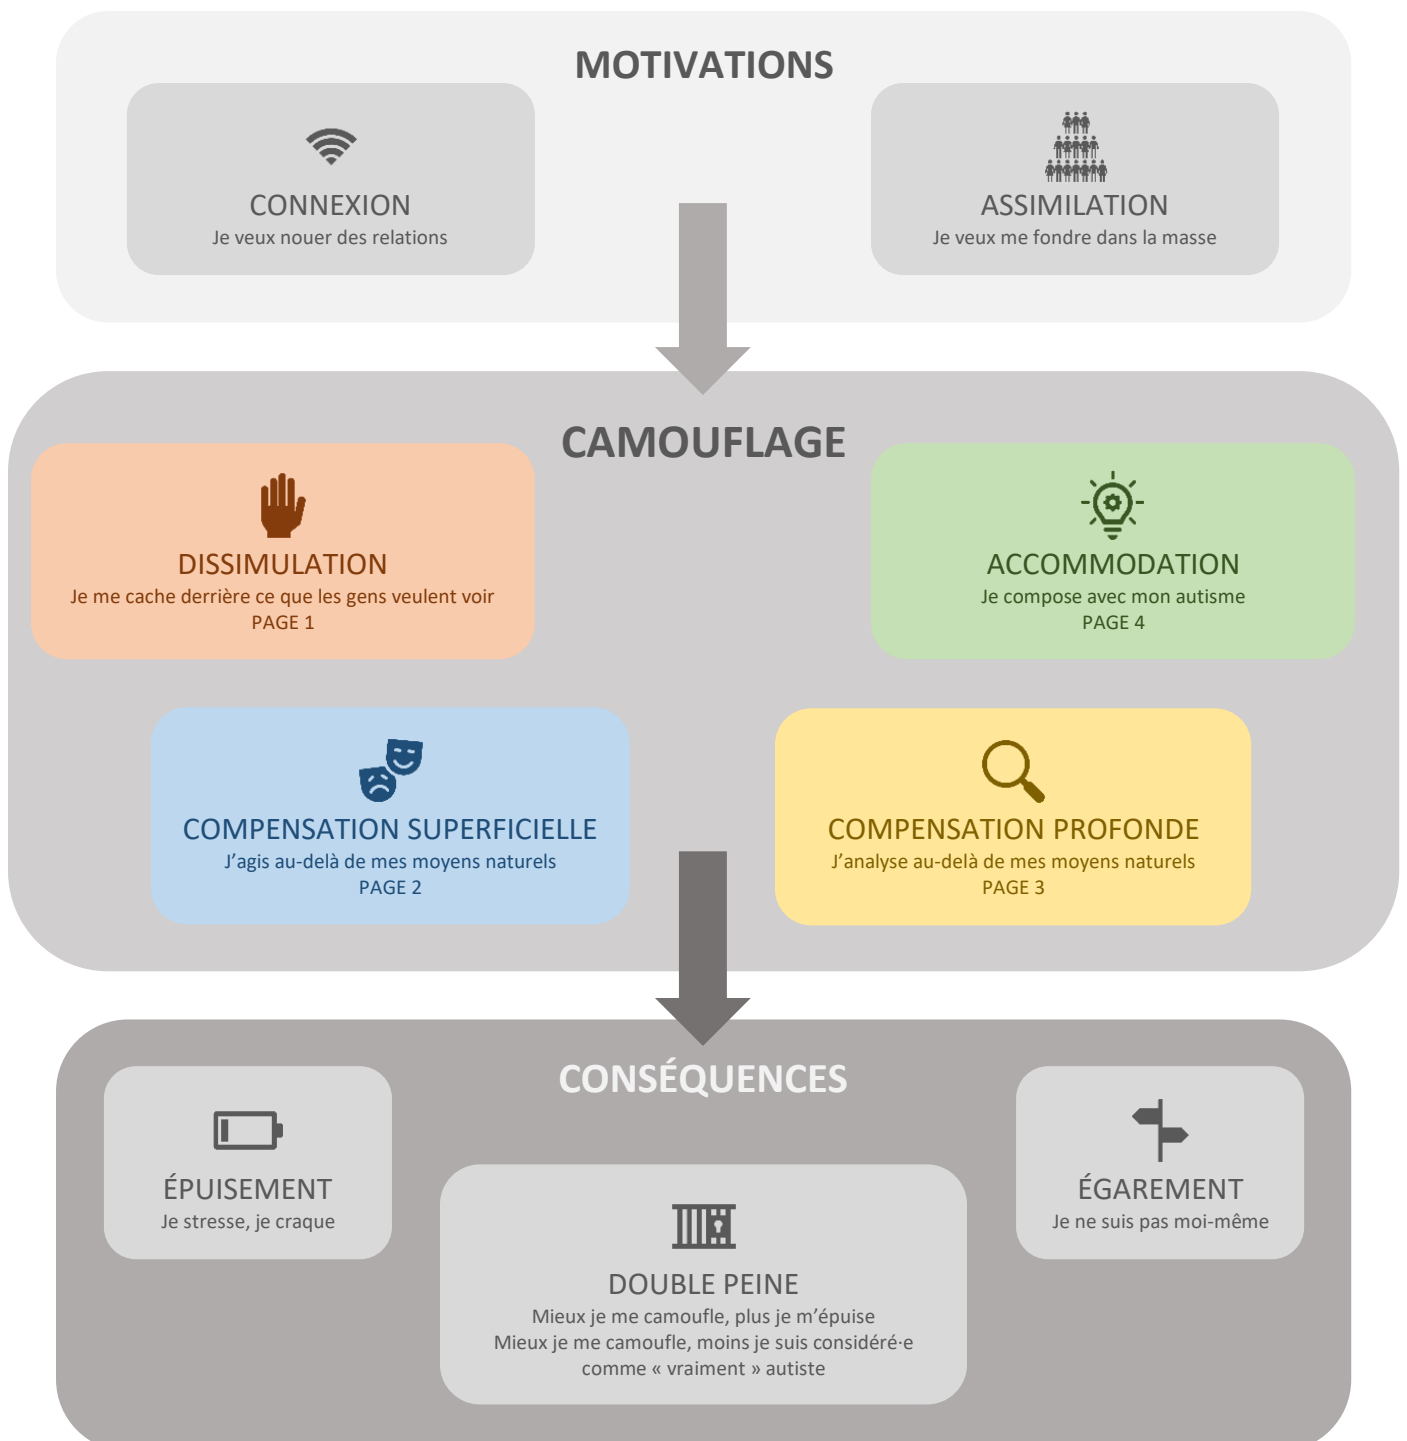 MOTIVATIONS
CONNEXION
Je veux nouer des relations
ASSIMILATION
Je veux me fondre dans la masse
CAMOUFLAGE
DISSIMULATION
Je me cache derrière ce que les gens veulent voir
PAGE 1
ACCOMMODATION
Je compose avec mon autisme
PAGE 4
COMPENSATION SUPERFICIELLE
J’agis au-delà de mes moyens naturels
PAGE 2
COMPENSATION PROFONDE
J’analyse au-delà de mes moyens naturels
PAGE 3
CONSÉQUENCES
ÉPUISEMENT
Je stresse, je craque
DOUBLE PEINE
Mieux je me camoufle, plus je m’épuise
Mieux je me camoufle, moins je suis considéré·e
comme « vraiment » autiste
ÉGAREMENT
Je ne suis pas moi-même